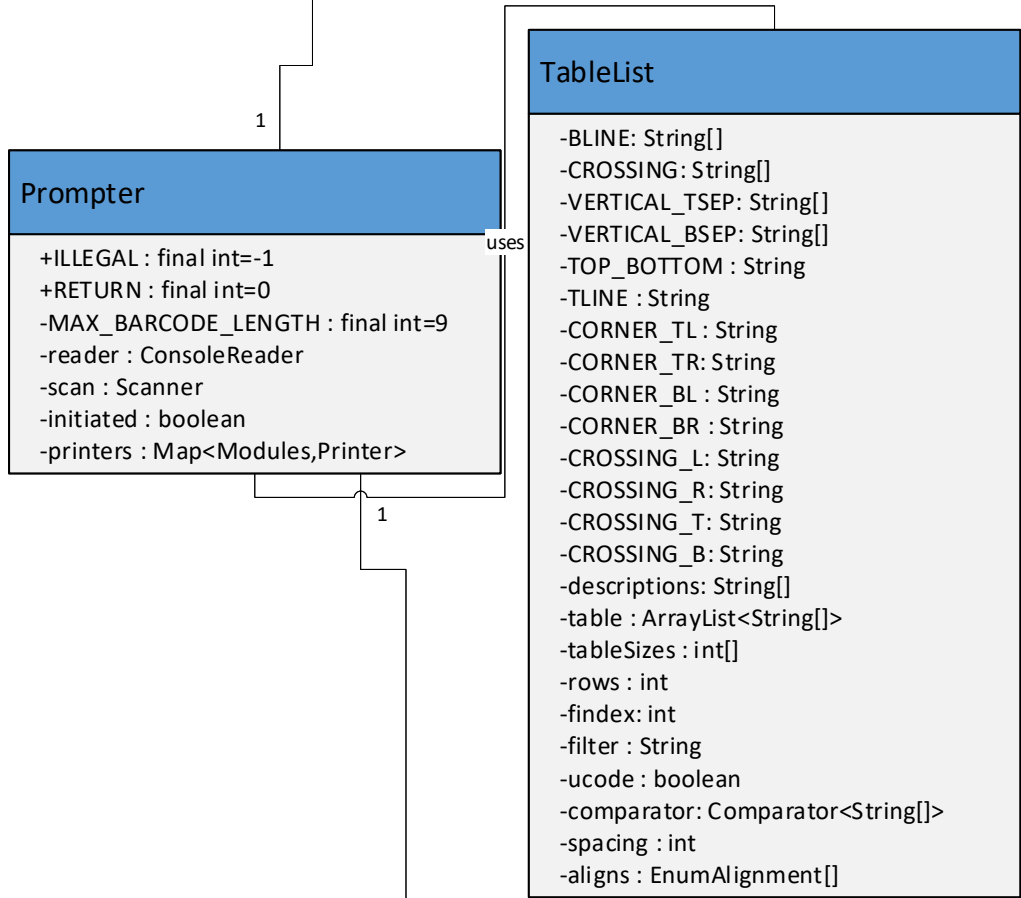 1
Prompter
+ILLEGAL : final int=-1
+RETURN : final int=0
-MAX_BARCODE_LENGTH : final int=9
-reader : ConsoleReader
-scan : Scanner
-initiated : boolean
-printers : Map<Modules,Printer>
1
uses
TableList
-BLINE: String[]
-CROSSING: String[]
-VERTICAL_TSEP: String[]
-VERTICAL_BSEP: String[]
-TOP_BOTTOM : String
-TLINE : String
-CORNER_TL : String
-CORNER_TR: String
-CORNER_BL : String
-CORNER_BR : String
-CROSSING_L: String
-CROSSING_R: String
-CROSSING_T: String
-CROSSING_B: String
-descriptions: String[]
-table : ArrayList<String[]>
-tableSizes : int[]
-rows : int
-findex: int
-filter : String
-ucode : boolean
-comparator: Comparator<String[]>
-spacing : int
-aligns : EnumAlignment[]